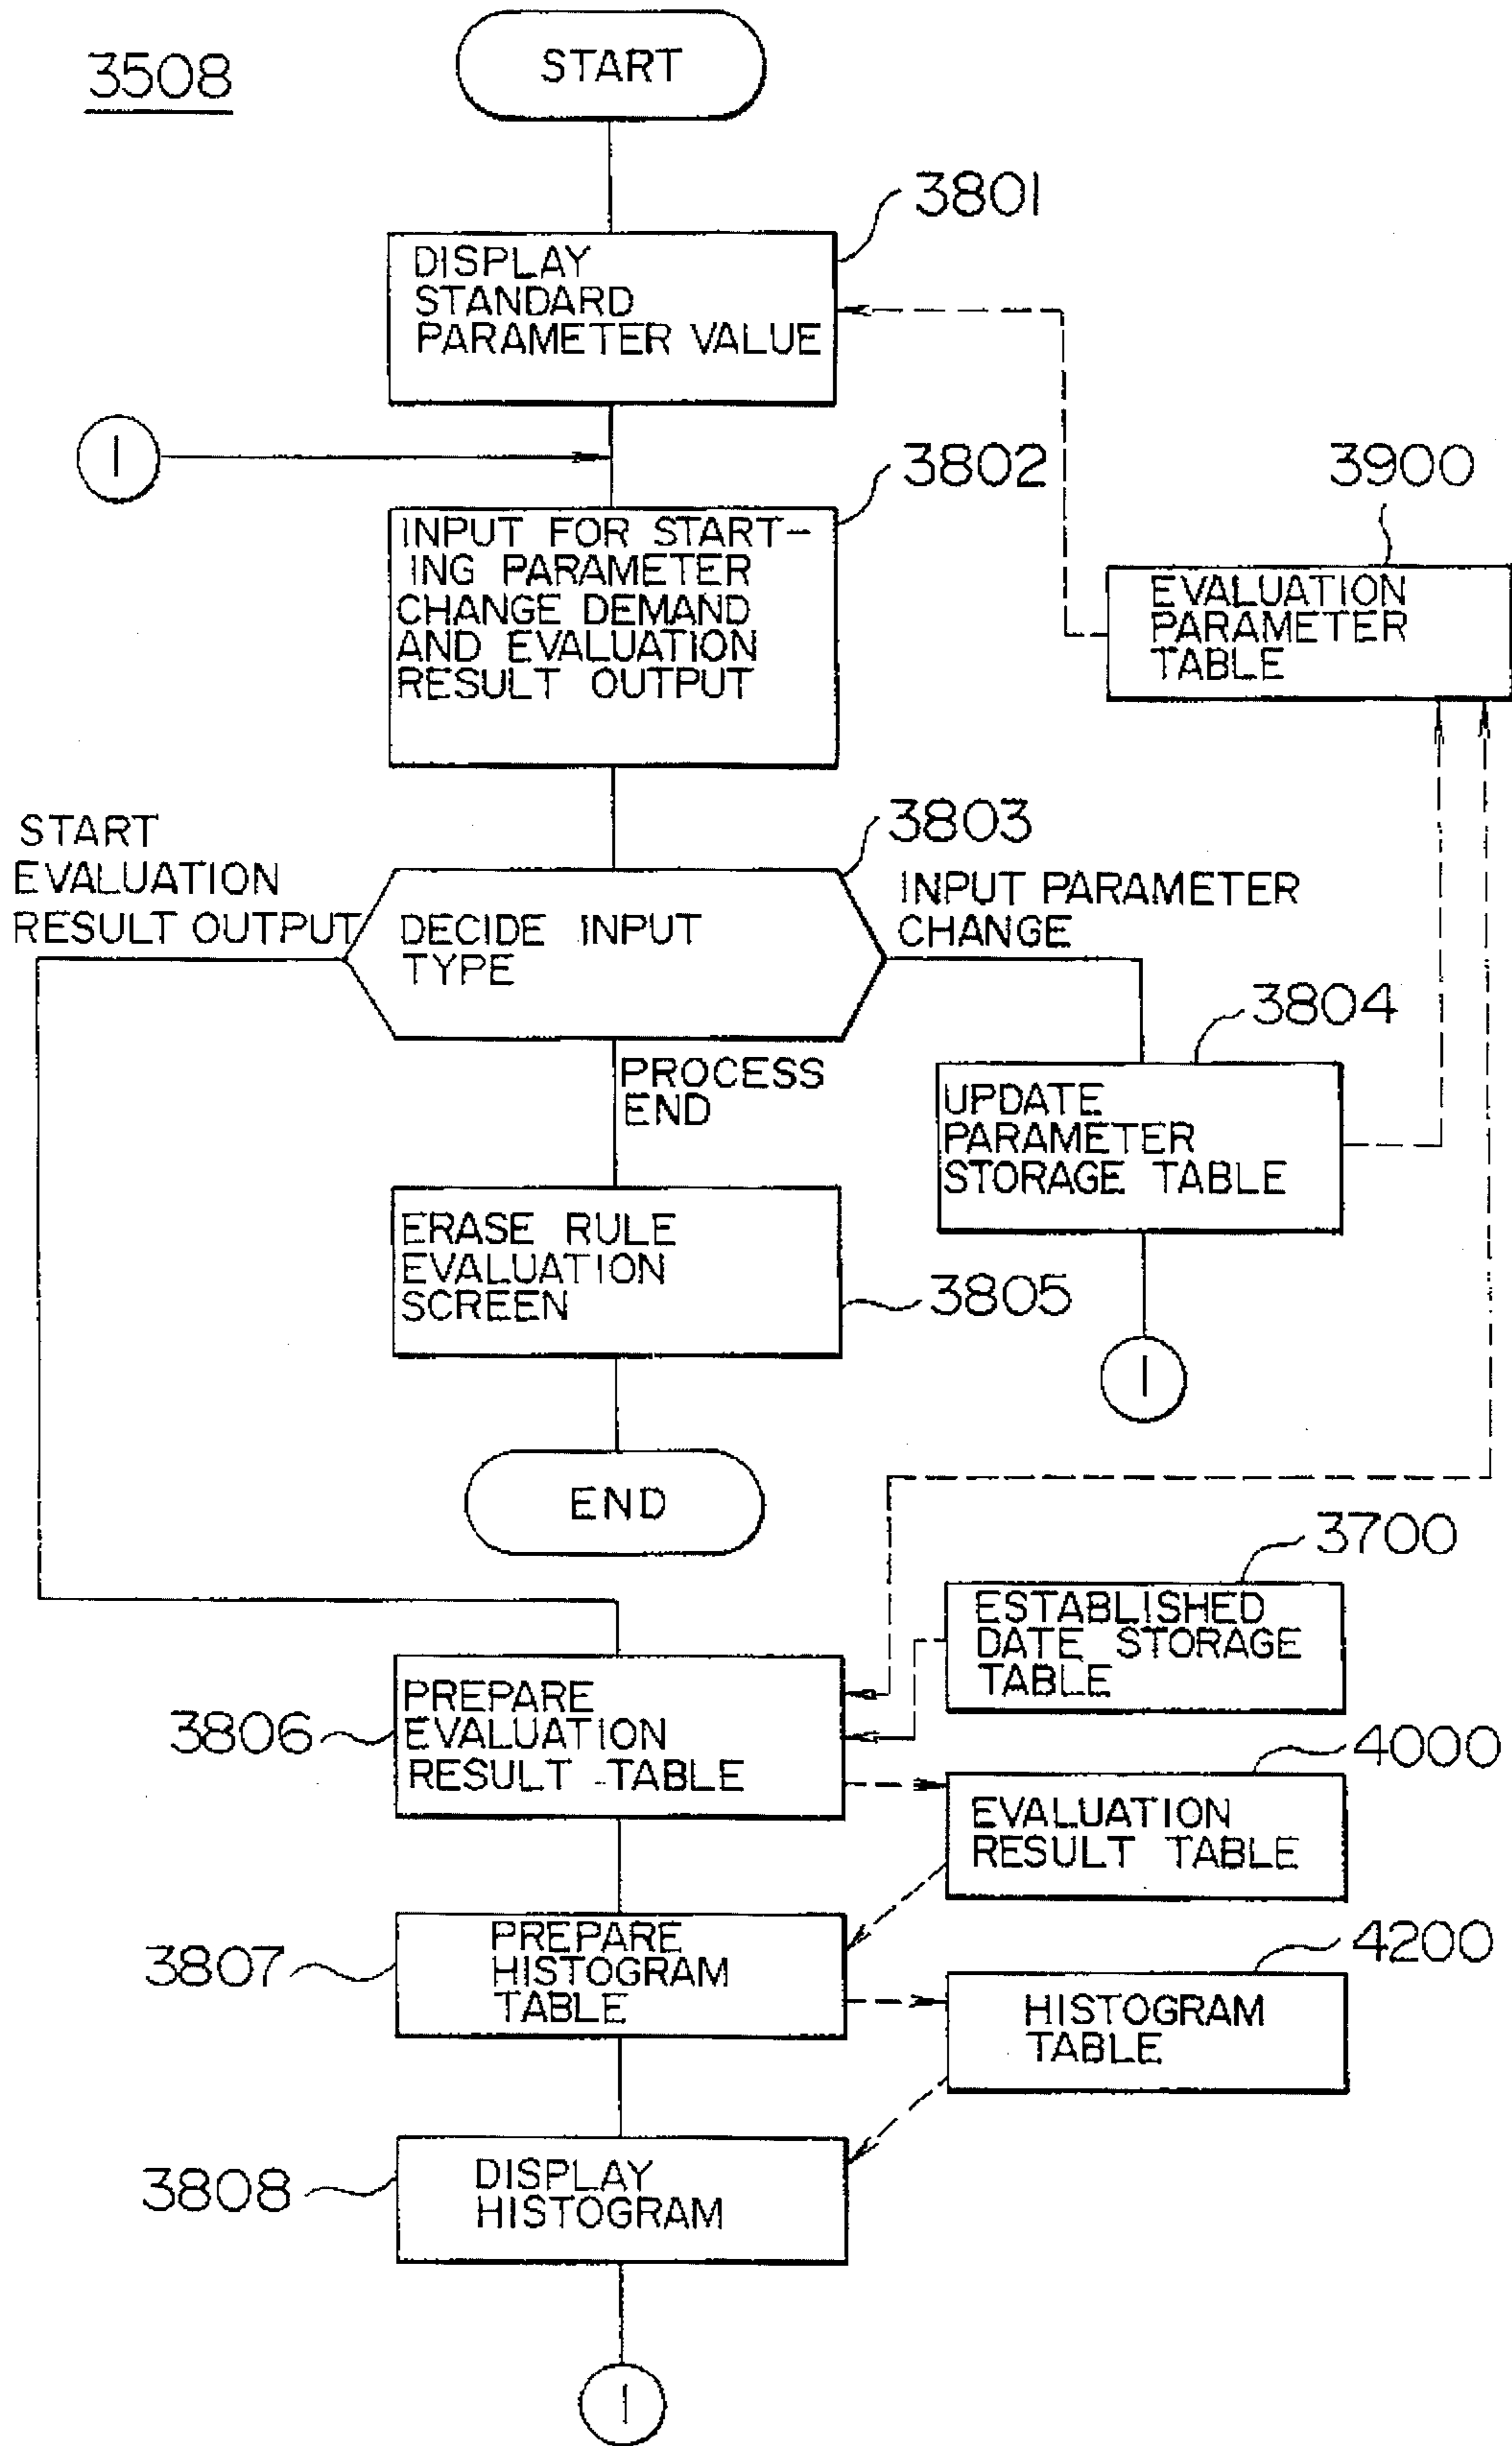 3508
START
3801
DISPLAY
STANDARD
PARAMETER VALUE
1
3802
INPUT FOR START-
ING PARAMETER
CHANGE DEMAND
AND EVALUATION
RESULT OUTPUT
3900
EVALUATION
PARAMETER
TABLE
3803
START
EVALUATION
RESULT OUTPUT
DECIDE INPUT
TYPE
INPUT PARAMETER
CHANGE
PROCESS
END
3804
UPDATE
PARAMETER
STORAGE TABLE
1
ERASE RULE
EVALUATION
SCREEN
3805
END
3700
ESTABLISHED
DATE STORAGE
TABLE
3806
PREPARE
EVALUATION
RESULT TABLE
4000
EVALUATION
RESULT TABLE
3807
PREPARE
HISTOGRAM
TABLE
4200
HISTOGRAM
TABLE
3808
DISPLAY
HISTOGRAM
1